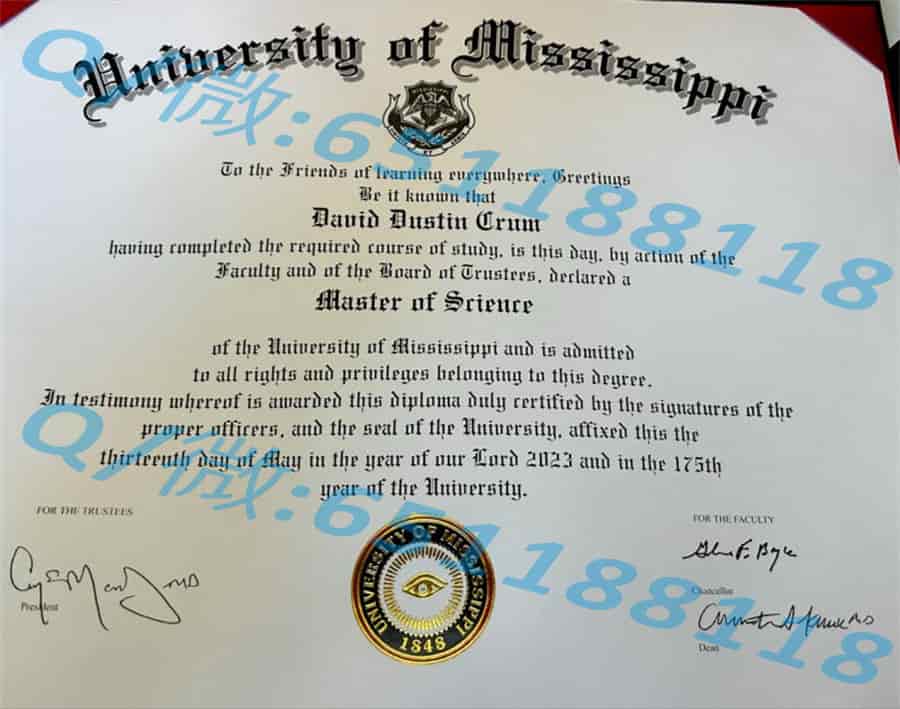 University of Mississippi
To the Friends of learning everywhere, Greetings
Be it known that
David Dustin Crum
having completed the required course of study, is this day, by action of the
Faculty and of the Board of Trustees, declared a
Master of Science
of the University of Mississippi and is admitted
to all rights and privileges belonging to this degree.
In testimony whereof is awarded this diploma duly certified by the signatures of the
proper officers, and the seal of the University, affixed this the
thirteenth day of May in the year of our Lord 2023 and in the 175th
year of the University.
FOR THE TRUSTEES
President
UNIVERSITY OF MISSISSIPPI
1848
FOR THE FACULTY
Chancellor
Dean
Q/微:651188118
Q/微:651188118